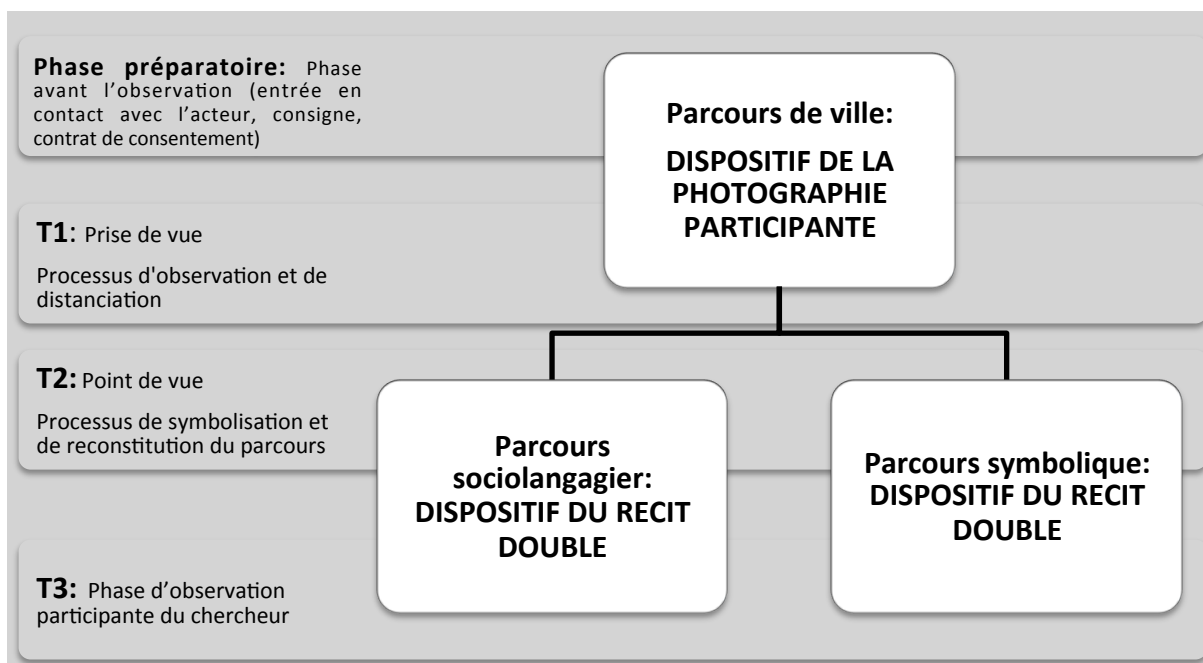 Phase préparatoire: Phase
avant l’observation (entrée en
contact avec l’acteur, consigne,
contrat de consentement)
Parcours de ville:
DISPOSITIF DE LA
PHOTOGRAPHIE
PARTICIPANTE
T1: Prise de vue
Processus d'observation et de
distanciation
T2: Point de vue
Processus de symbolisation et
de reconstitution du parcours
Parcours
sociolangagier:
DISPOSITIF DU RECIT
DOUBLE
Parcours symbolique:
DISPOSITIF DU RECIT
DOUBLE
T3: Phase d’observation
participante du chercheur